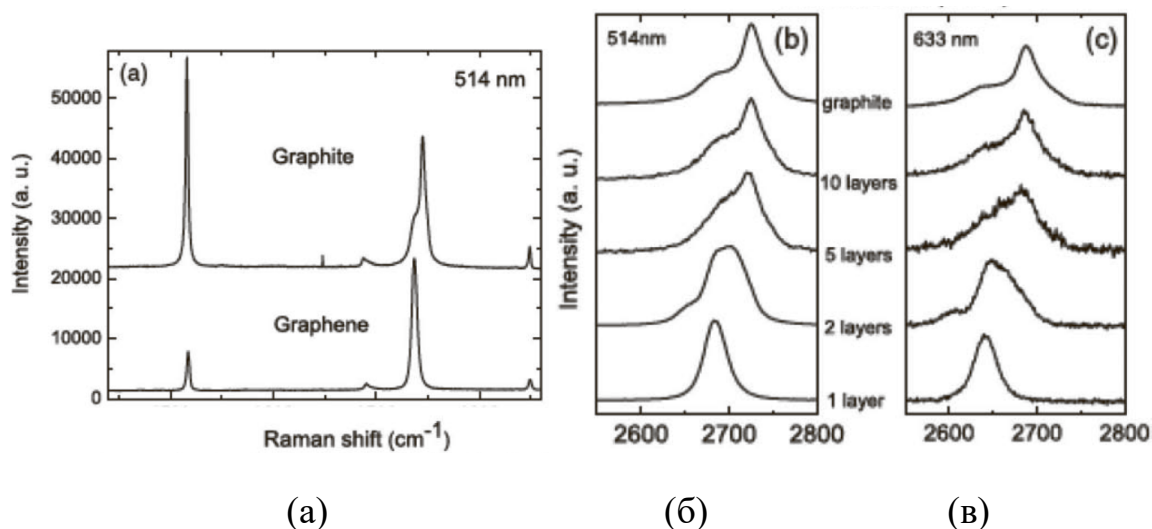 (a)
514 nm
50000
40000
30000
20000
10000
0
Graphite
Graphene
Intensity (a. u.)
Raman shift (cm⁻¹)
514nm
(b)
graphite
10 layers
5 layers
2 layers
1 layer
Intensity (a. u.)
2600 2700 2800
633 nm
(c)
2600 2700 2800
(а) (б) (в)